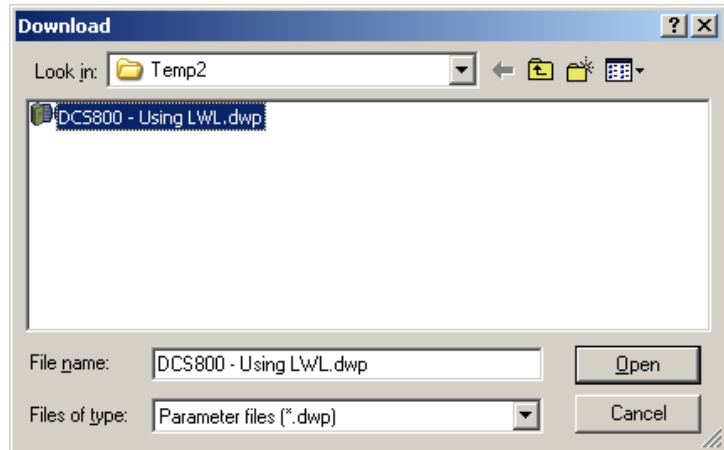 Download
Look in: Temp2
DCS800 - Using LWL.dwp
File name: DCS800 - Using LWL.dwp Open
Files of type: Parameter files (*.dwp) Cancel